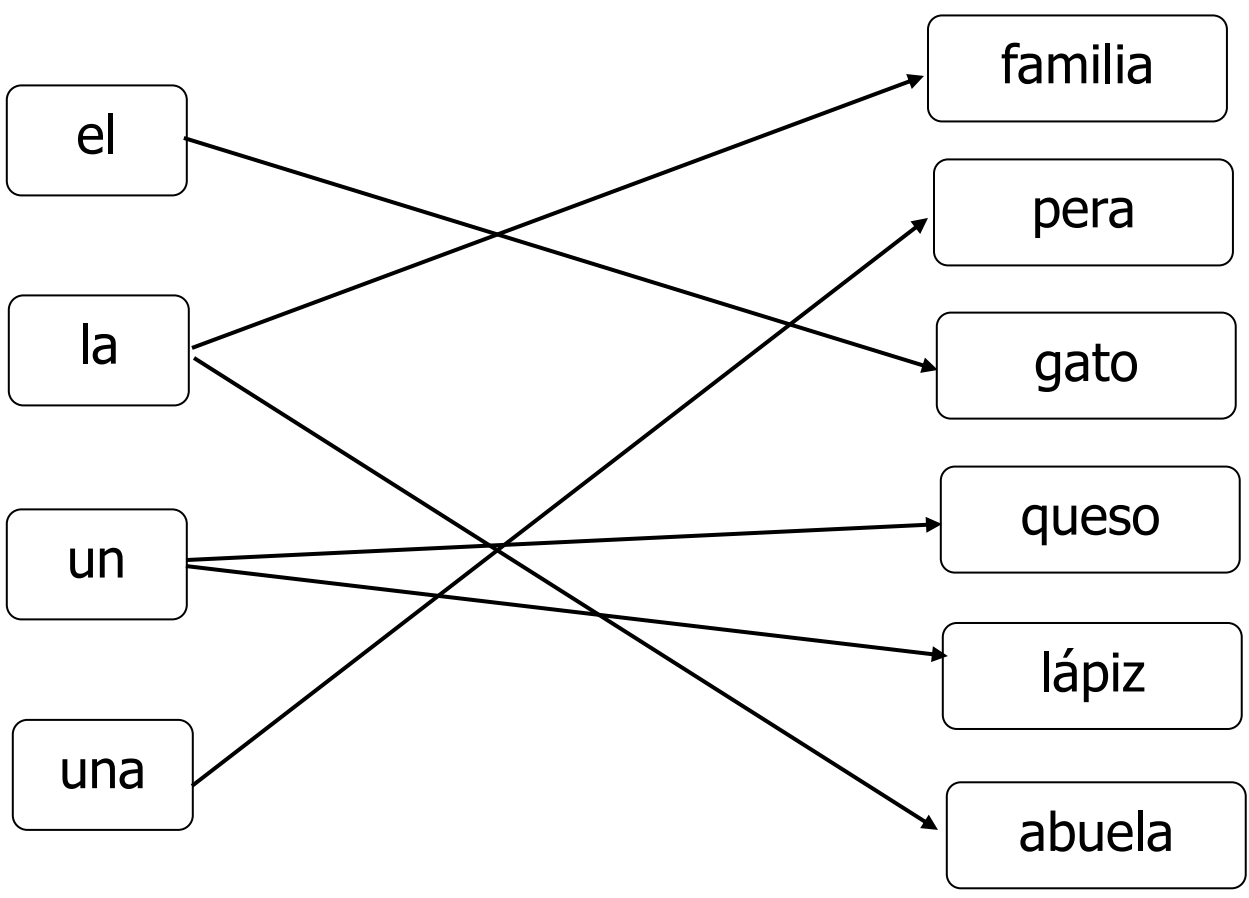 el
la
un
una
familia
pera
gato
queso
lápiz
abuela